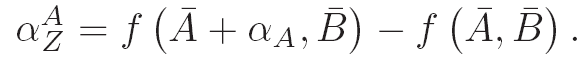 α_Z^A = f (Ā + α_A, B̄) − f (Ā, B̄) .